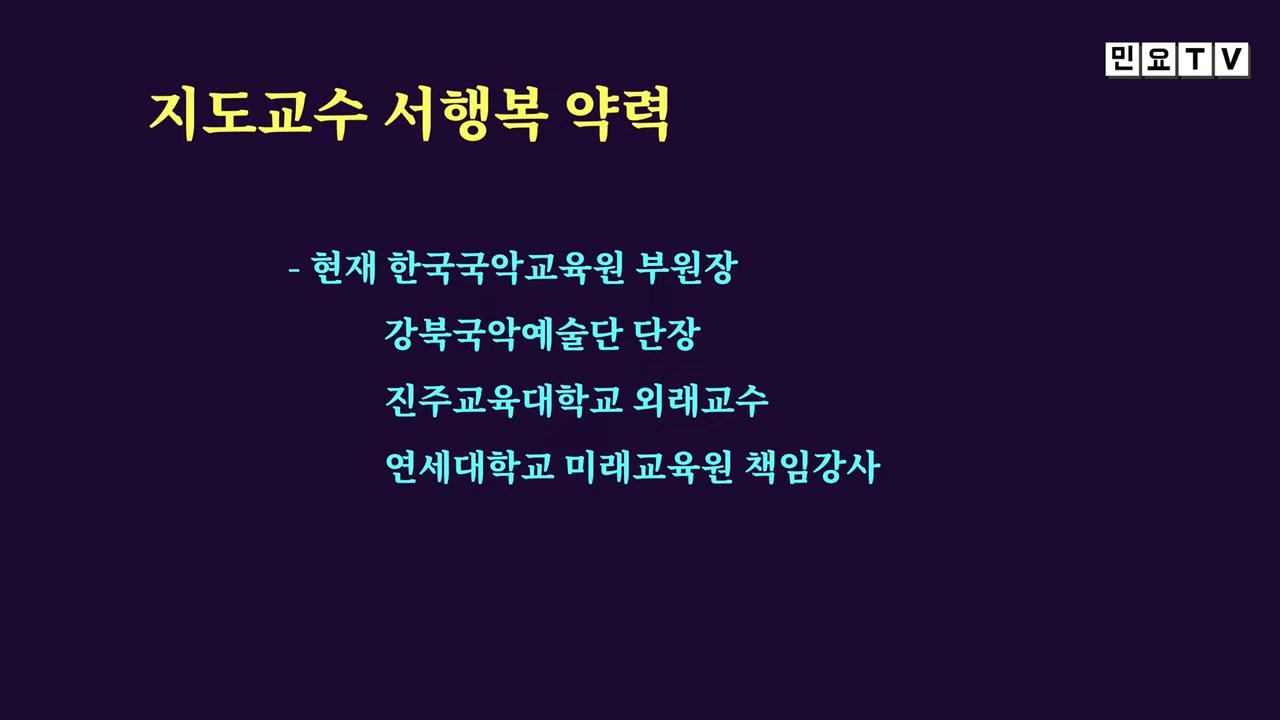 민요TV
지도교수 서행복 약력
- 현재 한국국악교육원 부원장
강북국악예술단 단장
진주교육대학교 외래교수
연세대학교 미래교육원 책임강사